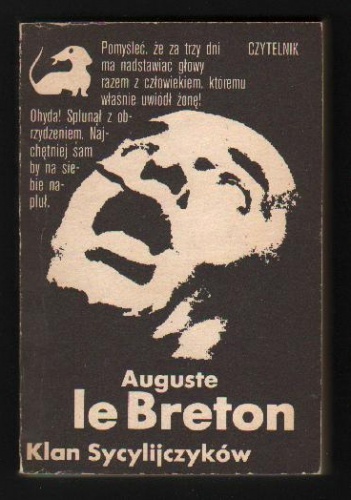 Pomyśleć, że za trzy dni
CZYTELNIK
ma nadstawiać głowy
razem z człowiekiem, któremu
właśnie uwiódł żonę!
Ohyda! Splunął z ob-
rzydzeniem. Naj-
chętniej sam
by na sie-
bie na-
pluł.
Auguste
le Breton
Klan Sycylijczyków